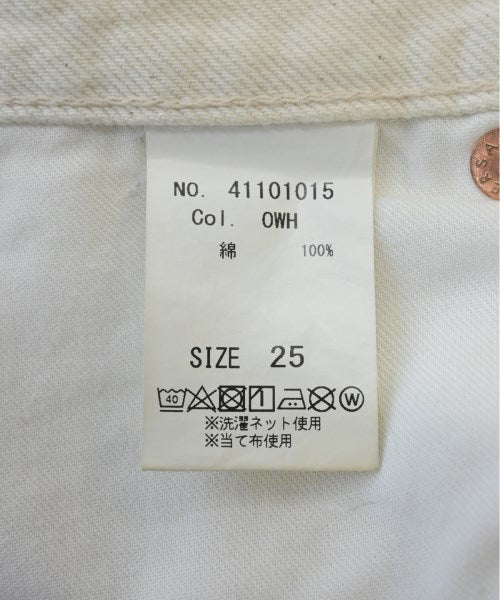 NO. 41101015
Col. OWH
綿 100%
SIZE 25
40 W
※洗濯ネット使用
※当て布使用
ASA